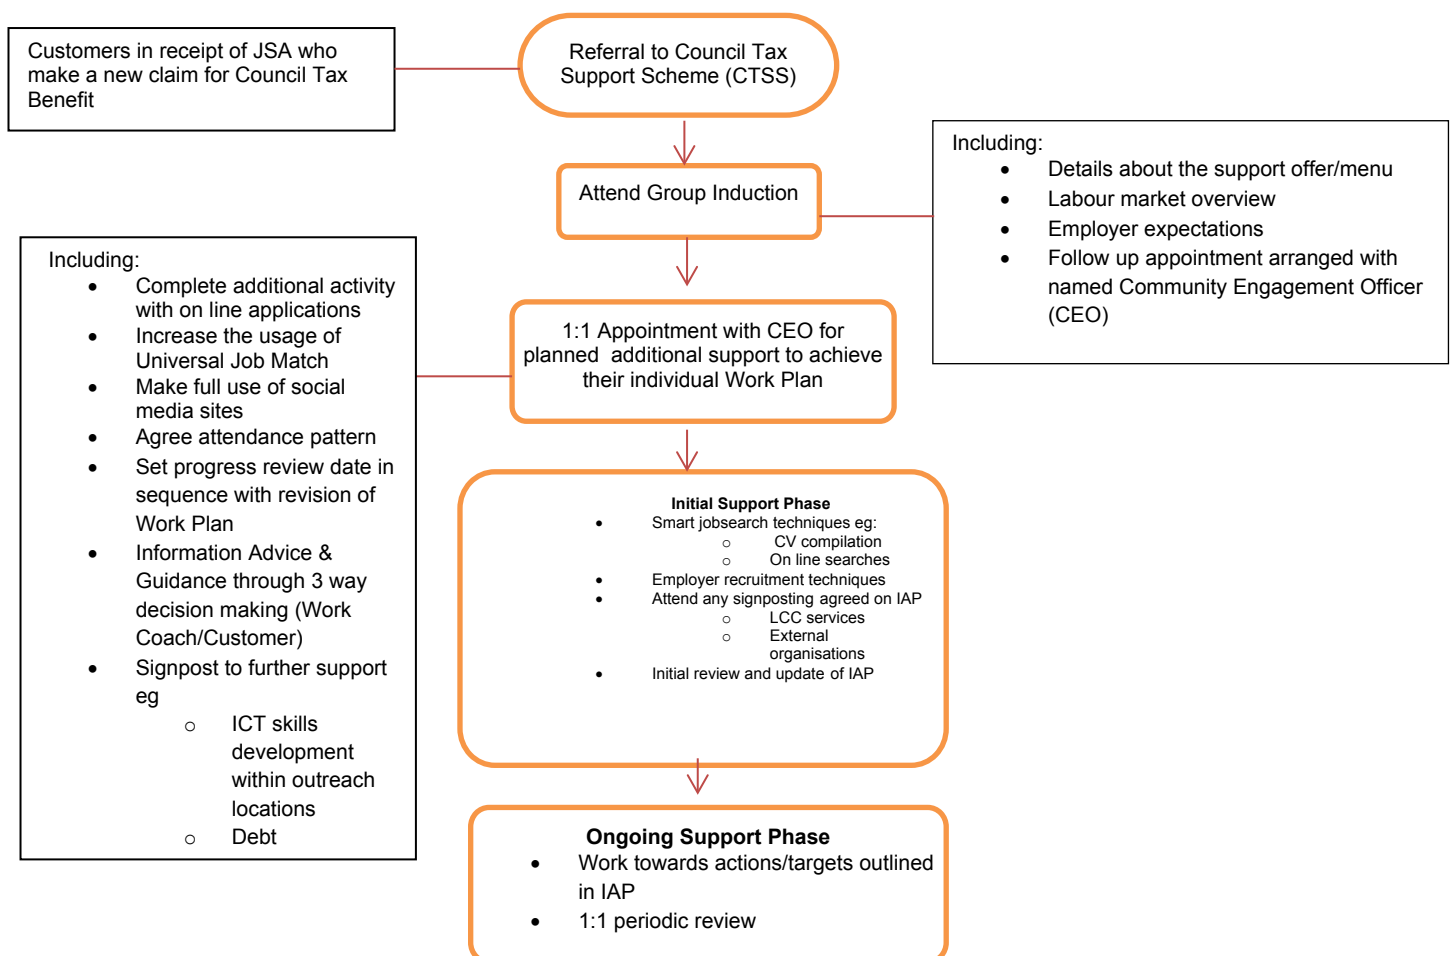 Customers in receipt of JSA who
make a new claim for Council Tax
Benefit
Referral to Council Tax
Support Scheme (CTSS)
Attend Group Induction
Including:
• Details about the support offer/menu
• Labour market overview
• Employer expectations
• Follow up appointment arranged with
named Community Engagement Officer
(CEO)
1:1 Appointment with CEO for
planned additional support to achieve
their individual Work Plan
Including:
• Complete additional activity
with on line applications
• Increase the usage of
Universal Job Match
• Make full use of social
media sites
• Agree attendance pattern
• Set progress review date in
sequence with revision of
Work Plan
• Information Advice &
Guidance through 3 way
decision making (Work
Coach/Customer)
• Signpost to further support
eg
o ICT skills
development
within outreach
locations
o Debt
Initial Support Phase
• Smart jobsearch techniques eg:
o CV compilation
o On line searches
• Employer recruitment techniques
• Attend any signposting agreed on IAP
o LCC services
o External
organisations
• Initial review and update of IAP
Ongoing Support Phase
• Work towards actions/targets outlined
in IAP
• 1:1 periodic review